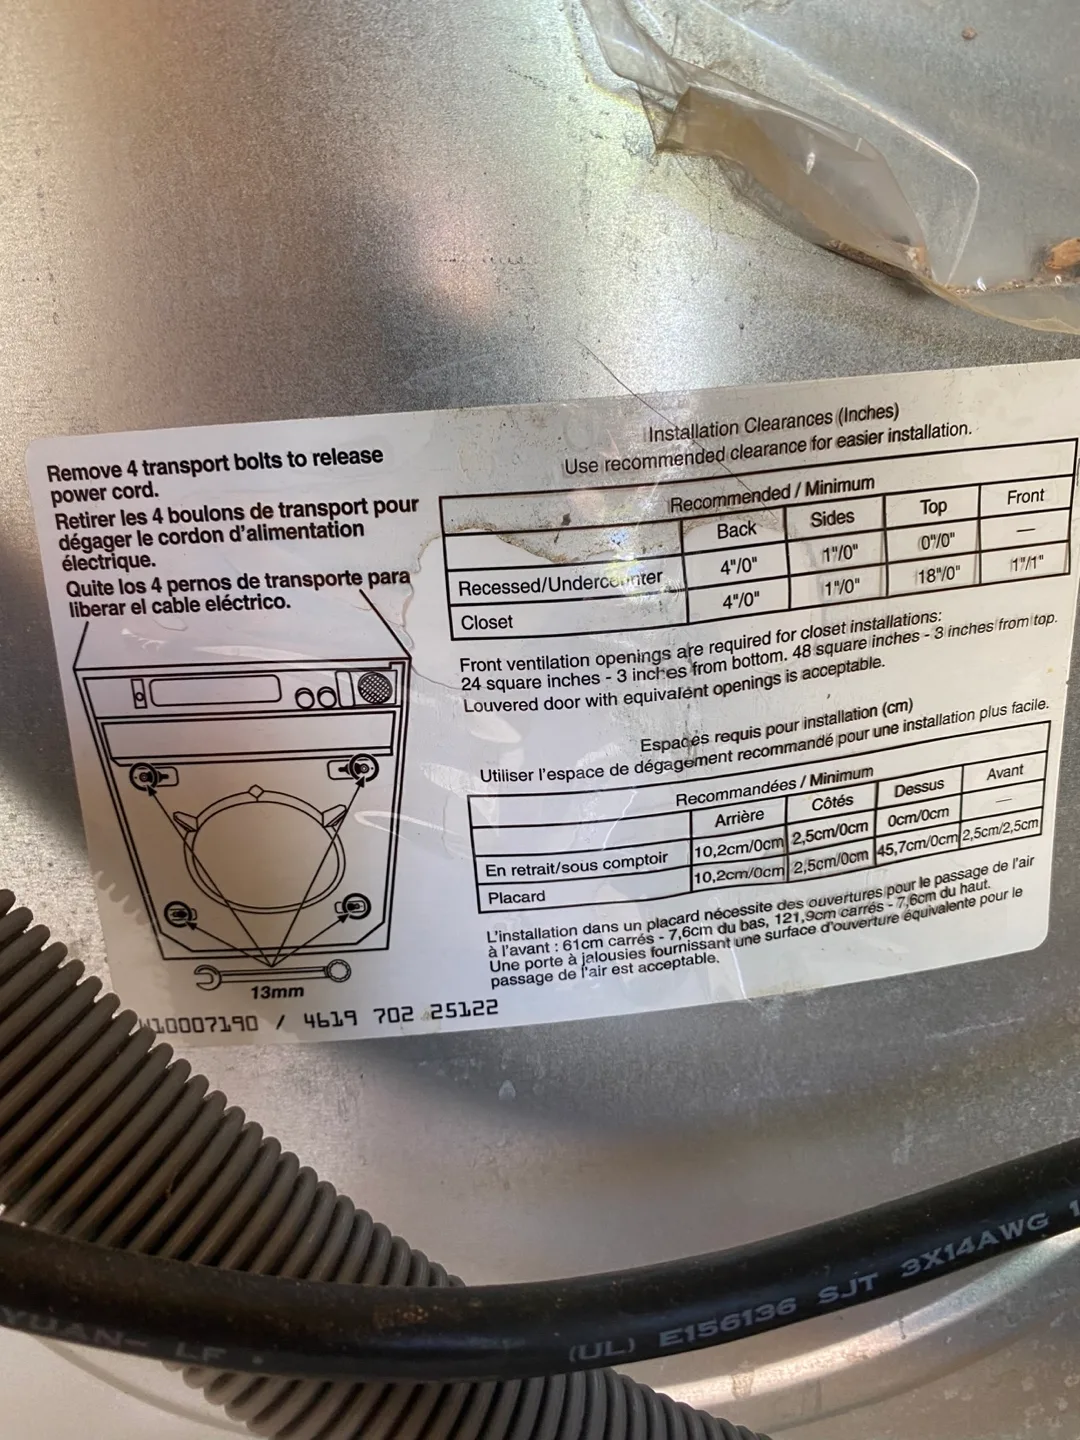 Remove 4 transport bolts to release
power cord.
Retirer les 4 boulons de transport pour
dégager le cordon d'alimentation
électrique.
Quite los 4 pernos de transporte para
liberar el cable eléctrico.
13mm
W10007190 / 4619 702 25122
Installation Clearances (Inches)
Use recommended clearance for easier installation.
Recommended / Minimum
Back Sides Top Front
Recessed/Undercounter 4"/0" 1"/0" 0"/0" —
Closet 4"/0" 1"/0" 18"/0" 1"/1"
Front ventilation openings are required for closet installations:
24 square inches - 3 inches from bottom. 48 square inches - 3 inches from top.
Louvered door with equivalent openings is acceptable.
Espaces requis pour installation (cm)
Utiliser l'espace de dégagement recommandé pour une installation plus facile.
Recommandées / Minimum
Arrière Côtés Dessus Avant
En retrait/sous comptoir 10,2cm/0cm 2,5cm/0cm 0cm/0cm —
Placard 10,2cm/0cm 2,5cm/0cm 45,7cm/0cm 2,5cm/2,5cm
L'installation dans un placard nécessite des ouvertures pour le passage de l'air
à l'avant : 61cm carrés - 7,6cm du bas, 121,9cm carrés - 7,6cm du haut.
Une porte à jalousies fournissant une surface d'ouverture équivalente pour le
passage de l'air est acceptable.
YUAN- LF (UL) E156136 SJT 3X14AWG